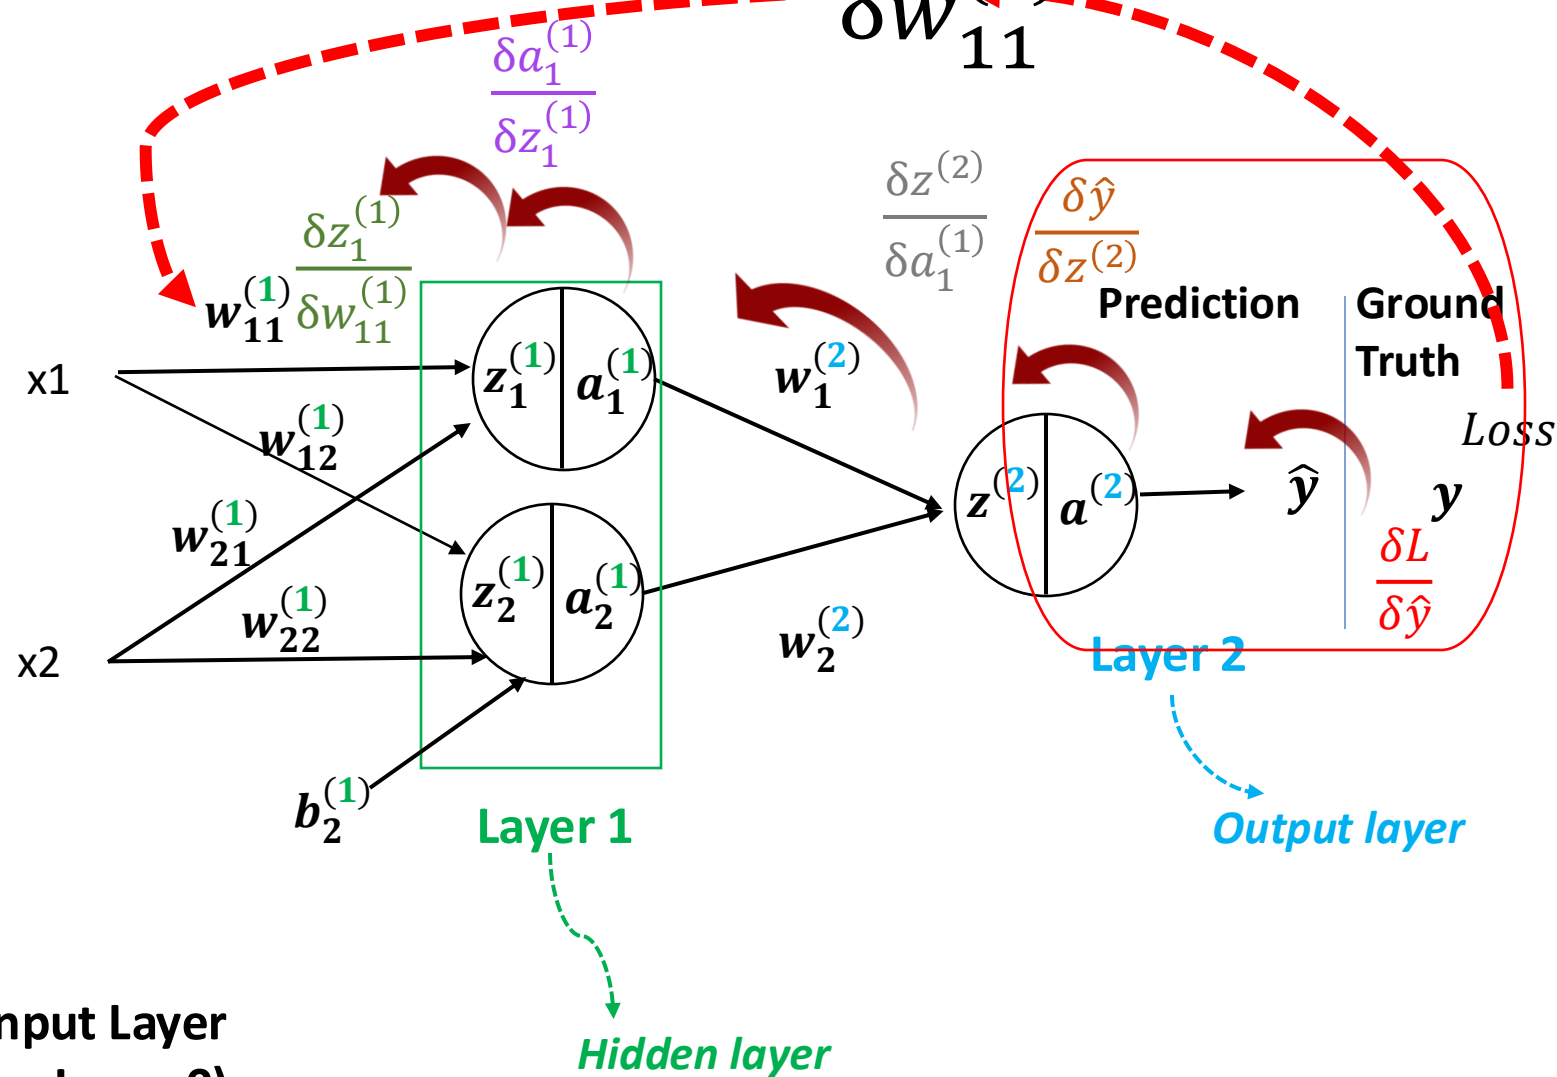 δw₁₁
δa₁⁽¹⁾
δz₁⁽¹⁾
δz⁽²⁾
δa₁⁽¹⁾
δŷ
δz⁽²⁾
δz₁⁽¹⁾
δw₁₁⁽¹⁾
w₁₁⁽¹⁾
Prediction
Ground
Truth
x1
z₁⁽¹⁾ a₁⁽¹⁾
w₁⁽²⁾
w₁₂⁽¹⁾
Loss
z⁽²⁾ a⁽²⁾
ŷ
y
w₂₁⁽¹⁾
δL
δŷ
z₂⁽¹⁾ a₂⁽¹⁾
w₂₂⁽¹⁾
w₂⁽²⁾
x2
Layer 2
b₂⁽¹⁾
Layer 1
Output layer
nput Layer
Hidden layer